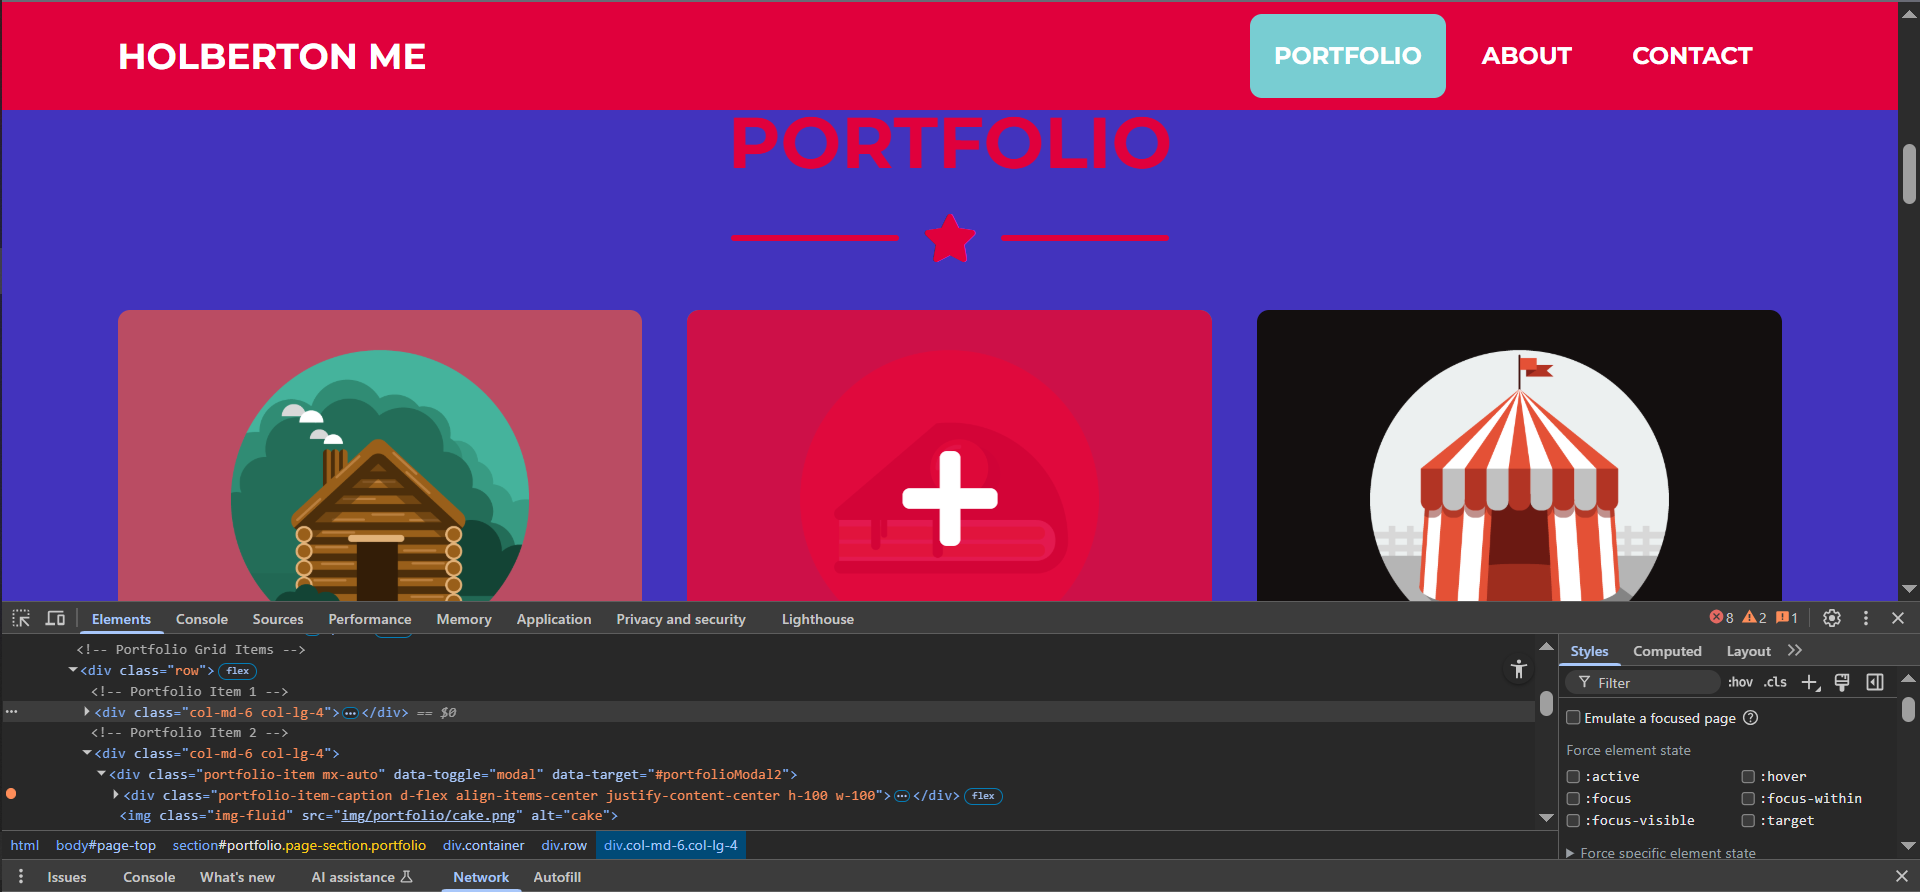 HOLBERTON ME
PORTFOLIO
ABOUT
CONTACT
PORTFOLIO
Elements
Console
Sources
Performance
Memory
Application
Privacy and security
Lighthouse
8
2
1
<!-- Portfolio Grid Items -->
<div class="row"> flex
<!-- Portfolio Item 1 -->
<div class="col-md-6 col-lg-4">…</div> == $0
<!-- Portfolio Item 2 -->
<div class="col-md-6 col-lg-4">
<div class="portfolio-item mx-auto" data-toggle="modal" data-target="#portfolioModal2">
<div class="portfolio-item-caption d-flex align-items-center justify-content-center h-100 w-100">…</div> flex
<img class="img-fluid" src="img/portfolio/cake.png" alt="cake">
html
body#page-top
section#portfolio.page-section.portfolio
div.container
div.row
div.col-md-6.col-lg-4
Styles
Computed
Layout
Filter
:hov
.cls
Emulate a focused page
Force element state
:active
:hover
:focus
:focus-within
:focus-visible
:target
Force specific element state
Issues
Console
What's new
AI assistance
Network
Autofill